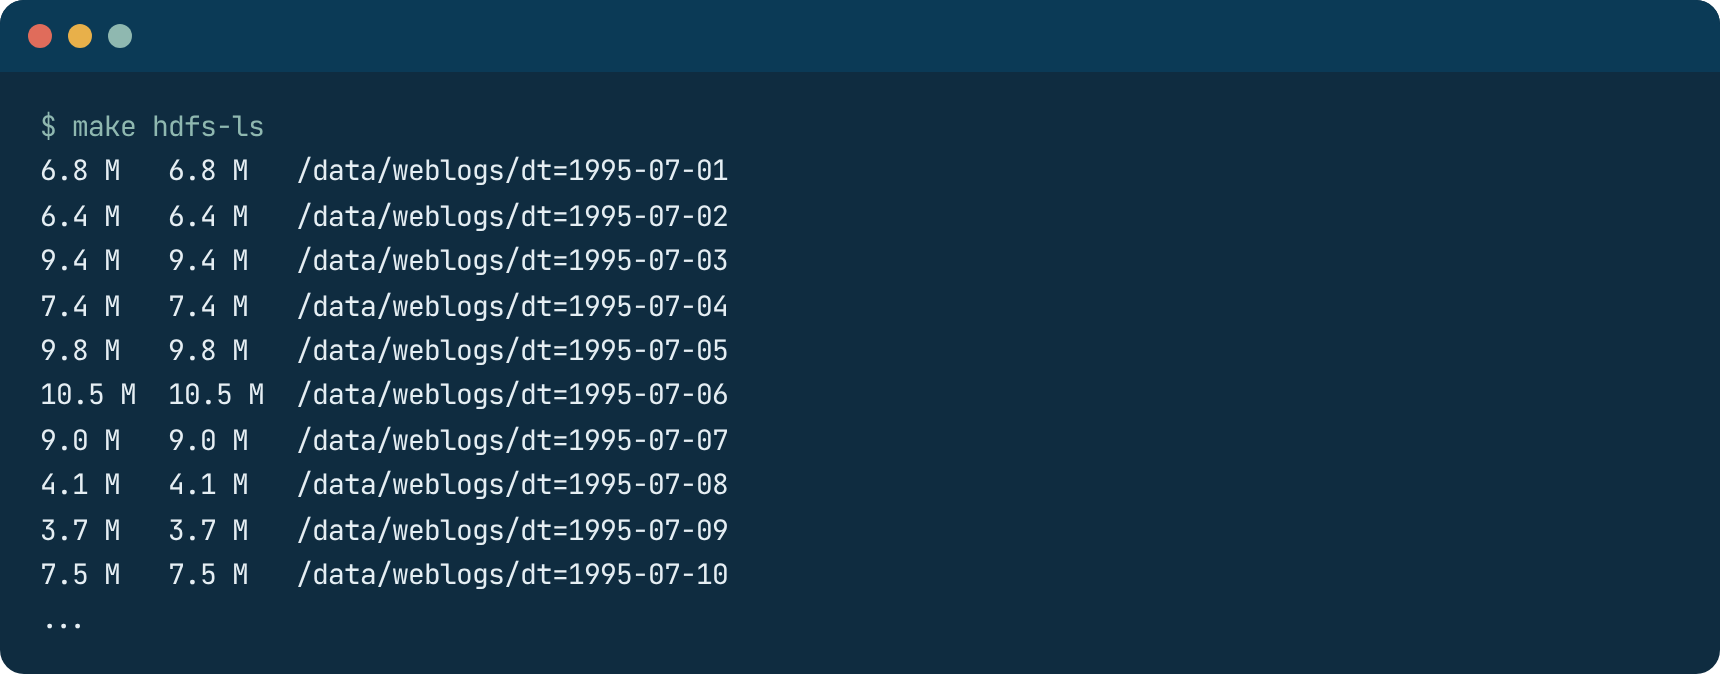 $ make hdfs-ls
6.8 M   6.8 M   /data/weblogs/dt=1995-07-01
6.4 M   6.4 M   /data/weblogs/dt=1995-07-02
9.4 M   9.4 M   /data/weblogs/dt=1995-07-03
7.4 M   7.4 M   /data/weblogs/dt=1995-07-04
9.8 M   9.8 M   /data/weblogs/dt=1995-07-05
10.5 M  10.5 M  /data/weblogs/dt=1995-07-06
9.0 M   9.0 M   /data/weblogs/dt=1995-07-07
4.1 M   4.1 M   /data/weblogs/dt=1995-07-08
3.7 M   3.7 M   /data/weblogs/dt=1995-07-09
7.5 M   7.5 M   /data/weblogs/dt=1995-07-10
...